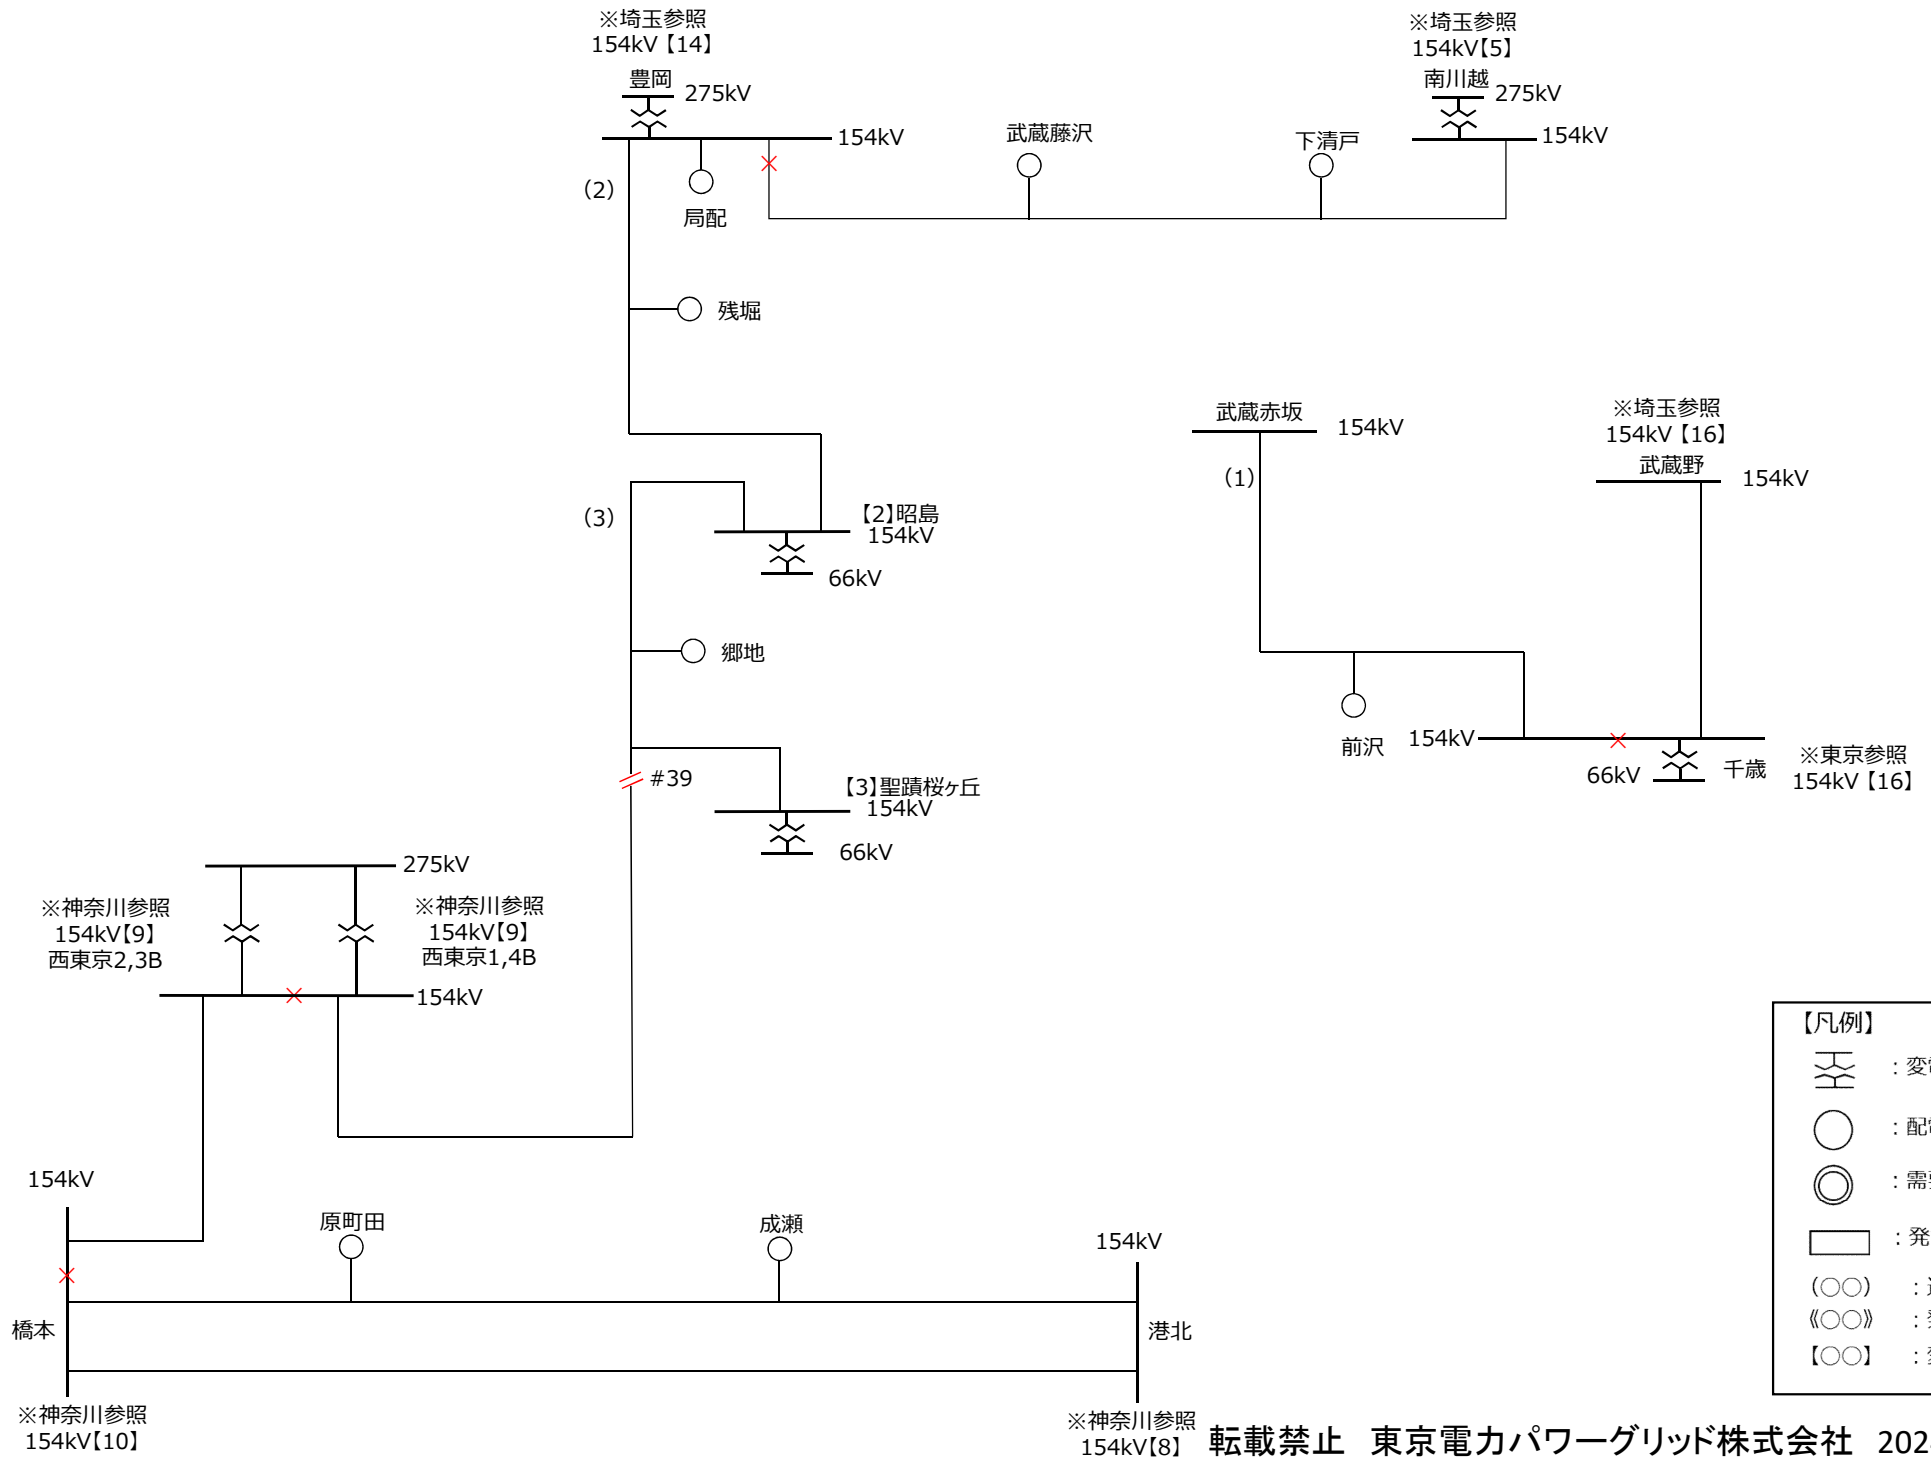 ※埼玉参照
154kV【14】
豊岡
275kV
154kV
(2)
局配
武蔵藤沢
下清戸
※埼玉参照
154kV【5】
南川越
275kV
154kV
残堀
(3)
【2】昭島
154kV
66kV
郷地
#39
【3】聖蹟桜ヶ丘
154kV
66kV
武蔵赤坂
154kV
(1)
※埼玉参照
154kV【16】
武蔵野
154kV
前沢
154kV
66kV
千歳
※東京参照
154kV【16】
275kV
※神奈川参照
154kV【9】
西東京2,3B
※神奈川参照
154kV【9】
西東京1,4B
154kV
154kV
原町田
成瀬
154kV
橋本
港北
※神奈川参照
154kV【10】
※神奈川参照
154kV【8】
【凡例】
：変
：配
：需
：発
(○○)
《○○》
【○○】
転載禁止 東京電力パワーグリッド株式会社 202